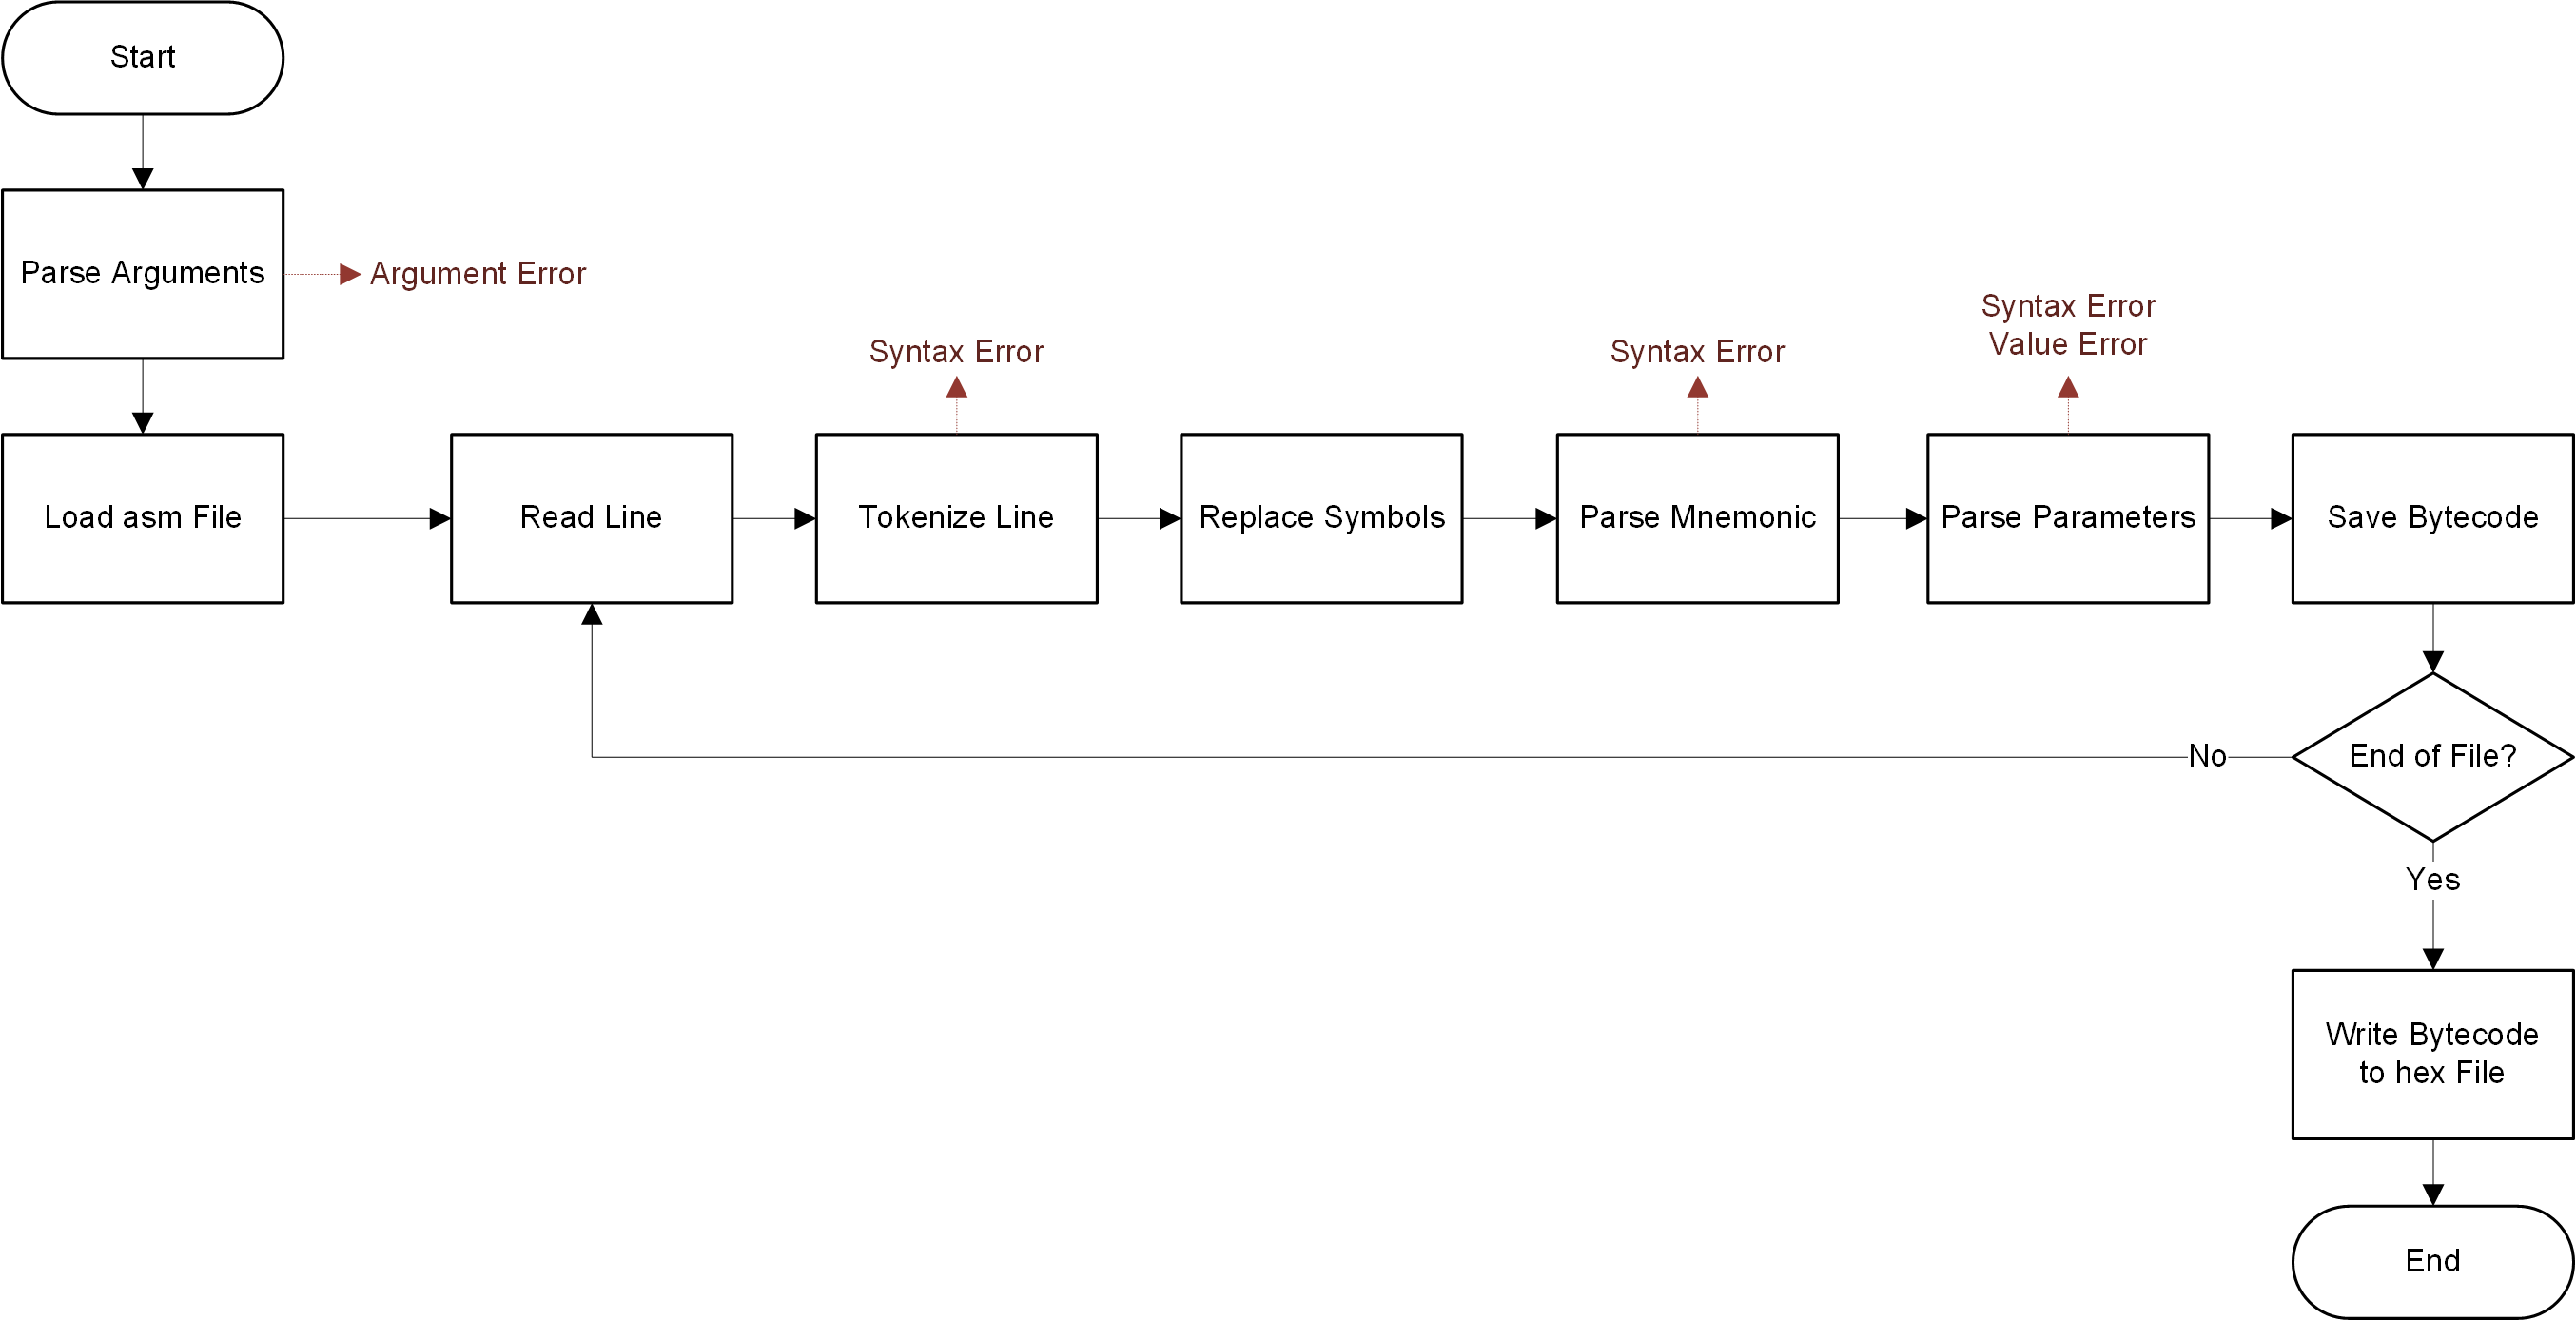 Start
Parse Arguments
Argument Error
Syntax Error
Syntax Error
Syntax Error
Value Error
Load asm File
Read Line
Tokenize Line
Replace Symbols
Parse Mnemonic
Parse Parameters
Save Bytecode
No
End of File?
Yes
Write Bytecode
to hex File
End